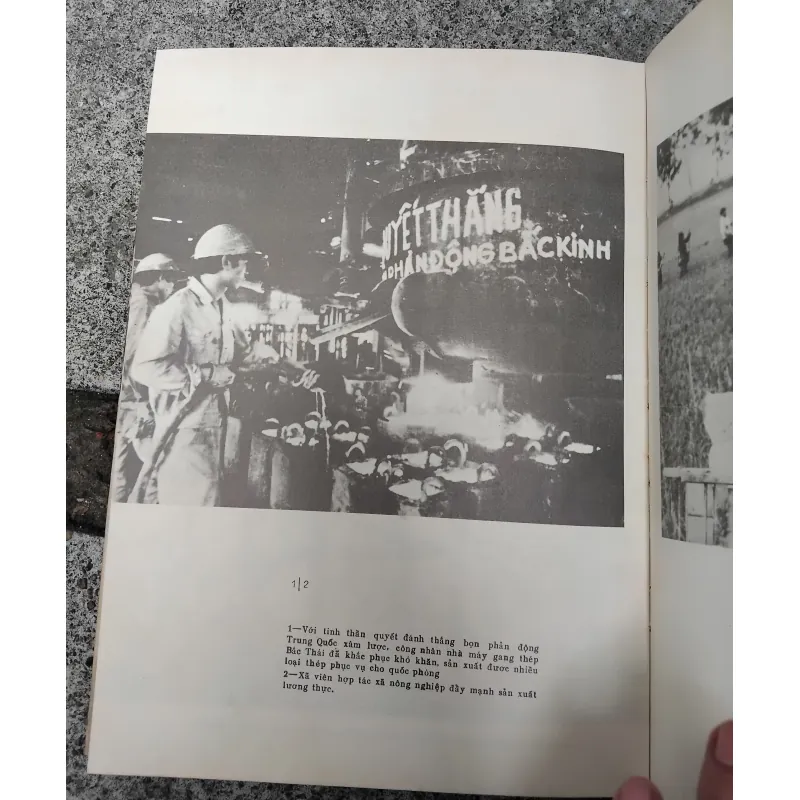 UYẾT THẮNG
PHẢN ĐỘNG BẮC KINH
1|2
1—Với tinh thần quyết đánh thắng bọn phản động
Trung Quốc xâm lược, công nhân nhà máy gang thép
Bắc Thái đã khắc phục khó khăn, sản xuất được nhiều
loại thép phục vụ cho quốc phòng
2—Xã viên hợp tác xã nông nghiệp đẩy mạnh sản xuất
lương thực.